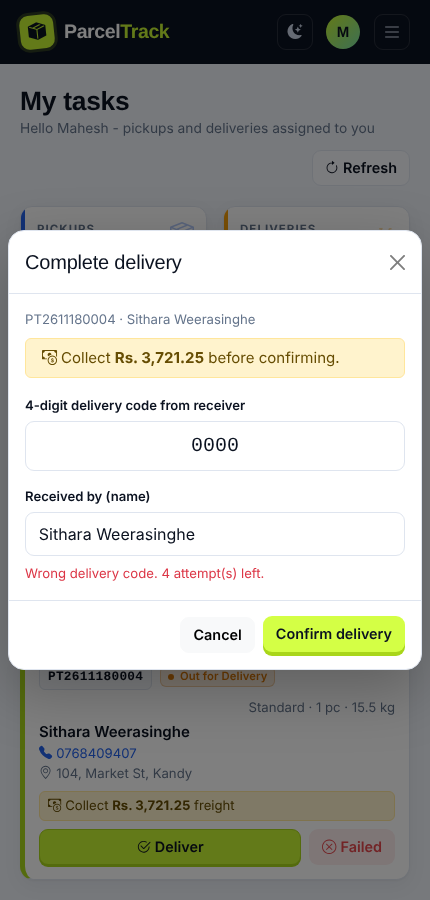 ParcelTrack
M
My tasks
Hello Mahesh - pickups and deliveries assigned to you
Refresh
PICKUPS
DELIVERIES
Complete delivery
PT2611180004 · Sithara Weerasinghe
Collect Rs. 3,721.25 before confirming.
4-digit delivery code from receiver
0000
Received by (name)
Sithara Weerasinghe
Wrong delivery code. 4 attempt(s) left.
Cancel
Confirm delivery
PT2611180004
Out for Delivery
Standard · 1 pc · 15.5 kg
Sithara Weerasinghe
0768409407
104, Market St, Kandy
Collect Rs. 3,721.25 freight
Deliver
Failed